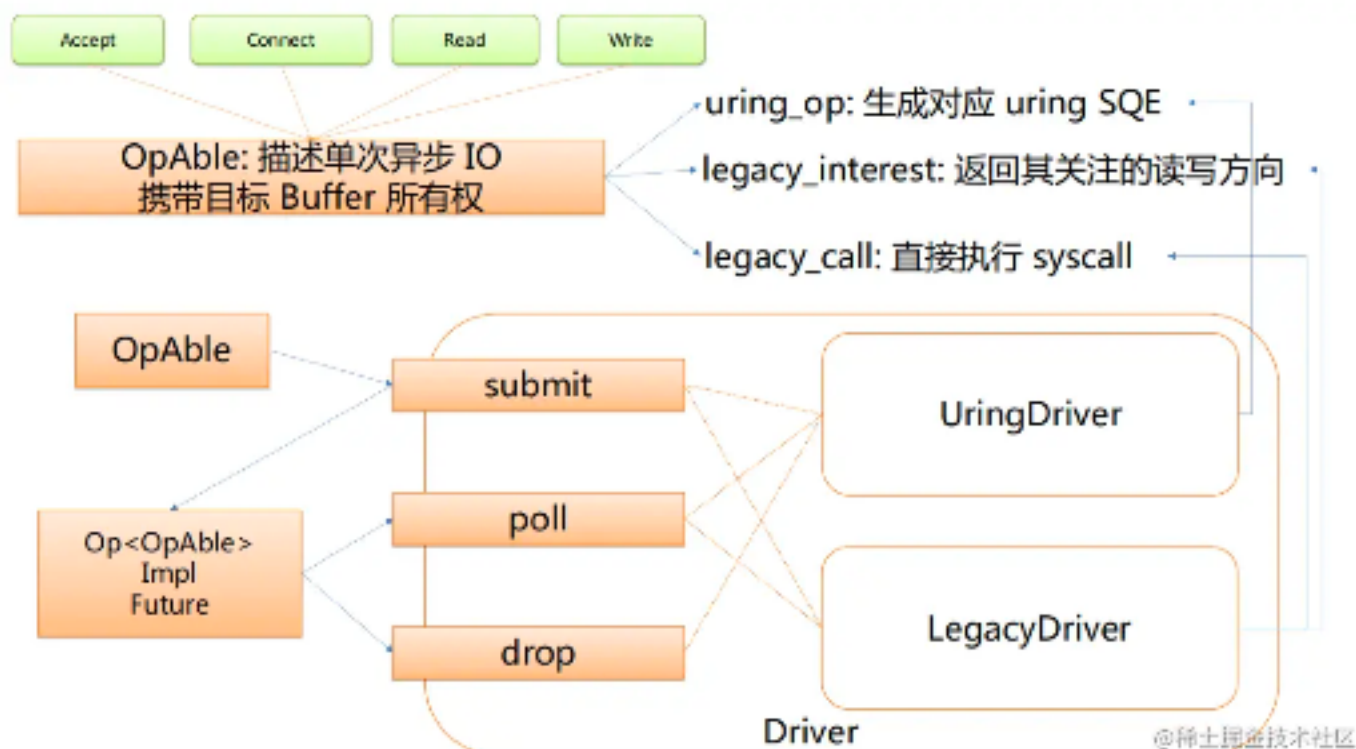 Accept
Connect
Read
Write
OpAble: 描述单次异步 IO
携带目标 Buffer 所有权
uring_op: 生成对应 uring SQE
legacy_interest: 返回其关注的读写方向
legacy_call: 直接执行 syscall
OpAble
submit
UringDriver
poll
Op<OpAble>
Impl
Future
LegacyDriver
drop
Driver
@稀土掘金技术社区